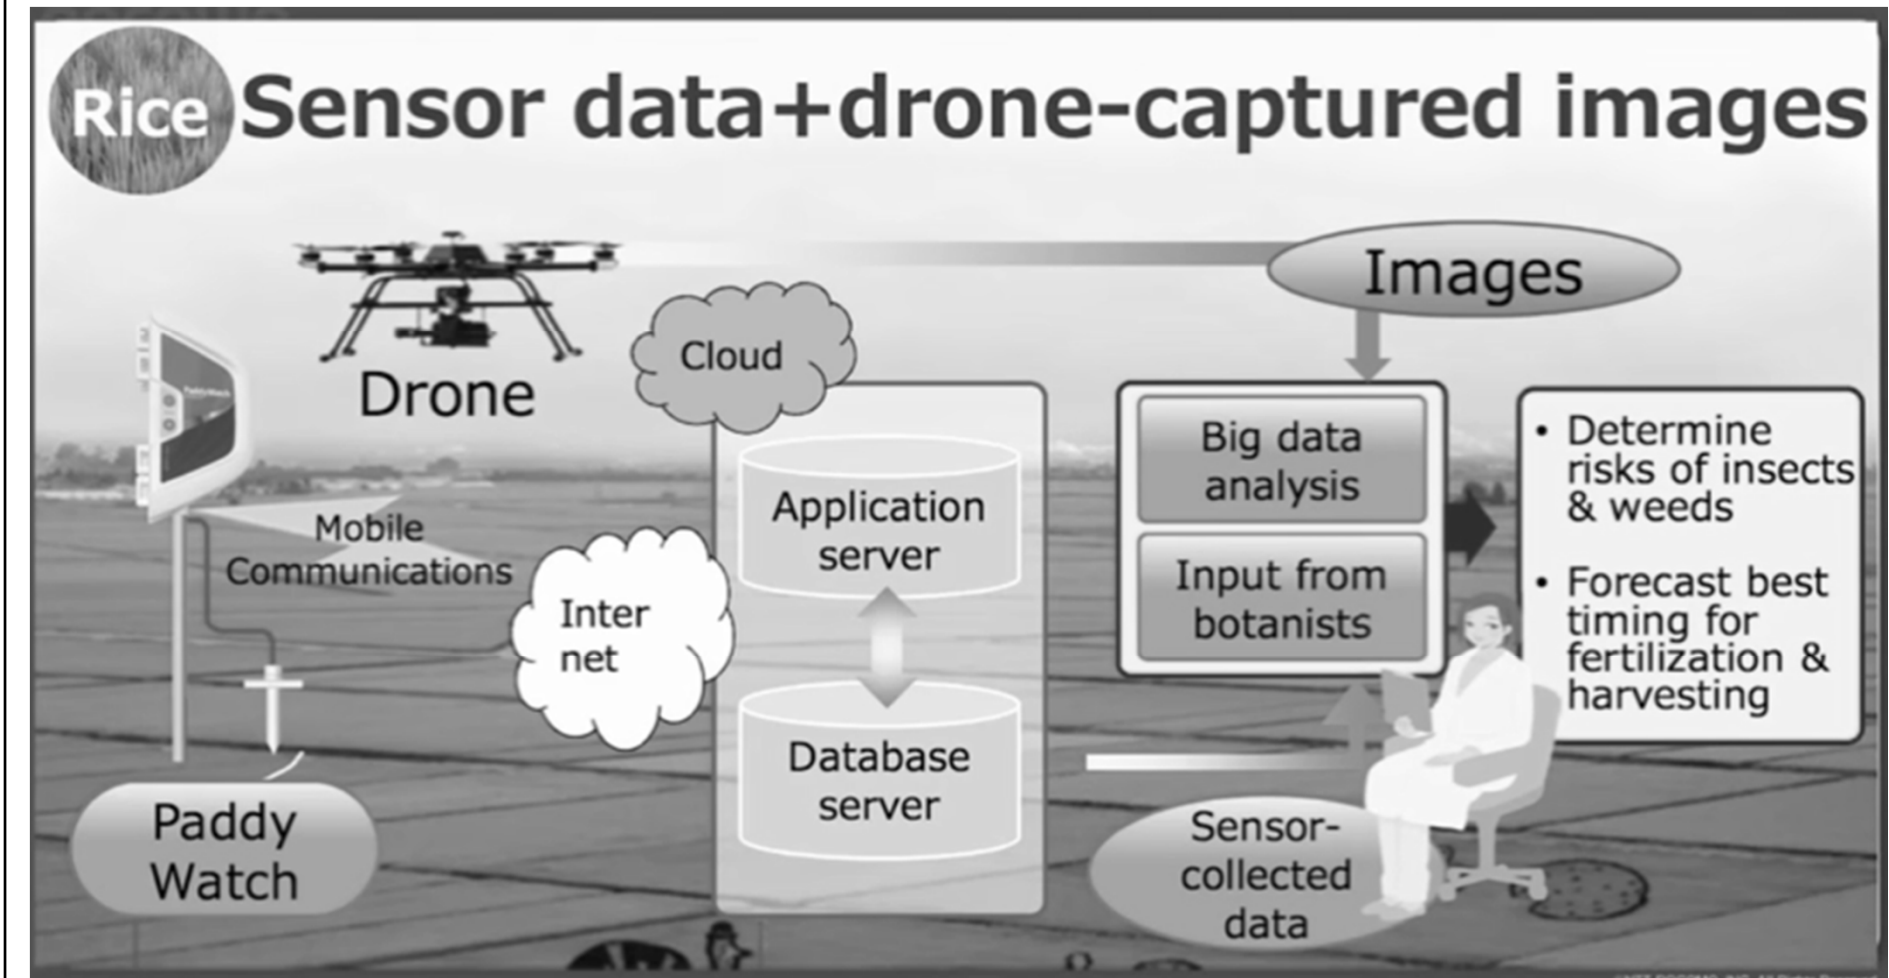 Rice
Sensor data+drone-captured images
Images
Drone
Cloud
Mobile
Communications
Inter
net
Application
server
Database
server
Big data
analysis
Input from
botanists
• Determine
risks of insects
& weeds
• Forecast best
timing for
fertilization &
harvesting
Paddy
Watch
Sensor-
collected
data